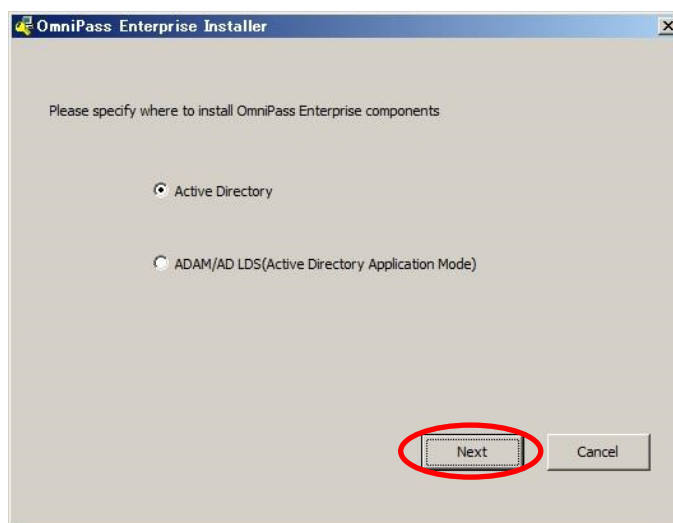 OmniPass Enterprise Installer
Please specify where to install OmniPass Enterprise components
Active Directory
ADAM/AD LDS(Active Directory Application Mode)
Next
Cancel